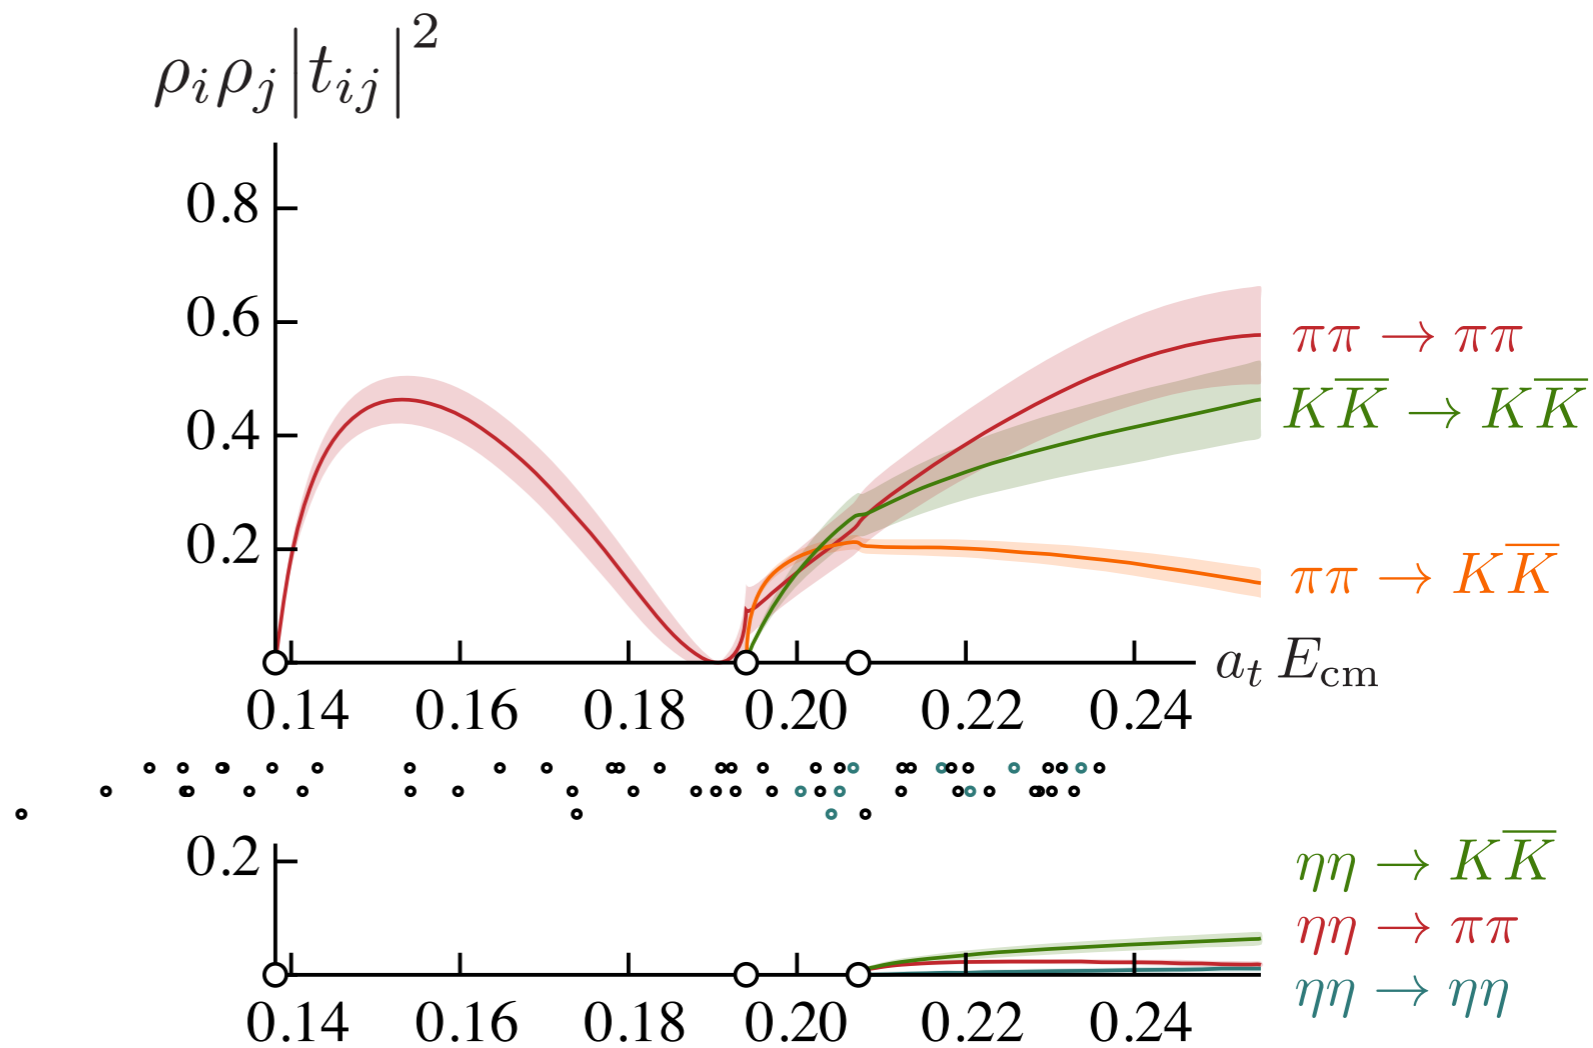 ρ_i ρ_j |t_ij|^2
0.8
0.6
0.4
0.2
ππ → ππ
KK̅ → KK̅
ππ → KK̅
a_t E_cm
0.14 0.16 0.18 0.20 0.22 0.24
0.2
ηη → KK̅
ηη → ππ
ηη → ηη
0.14 0.16 0.18 0.20 0.22 0.24